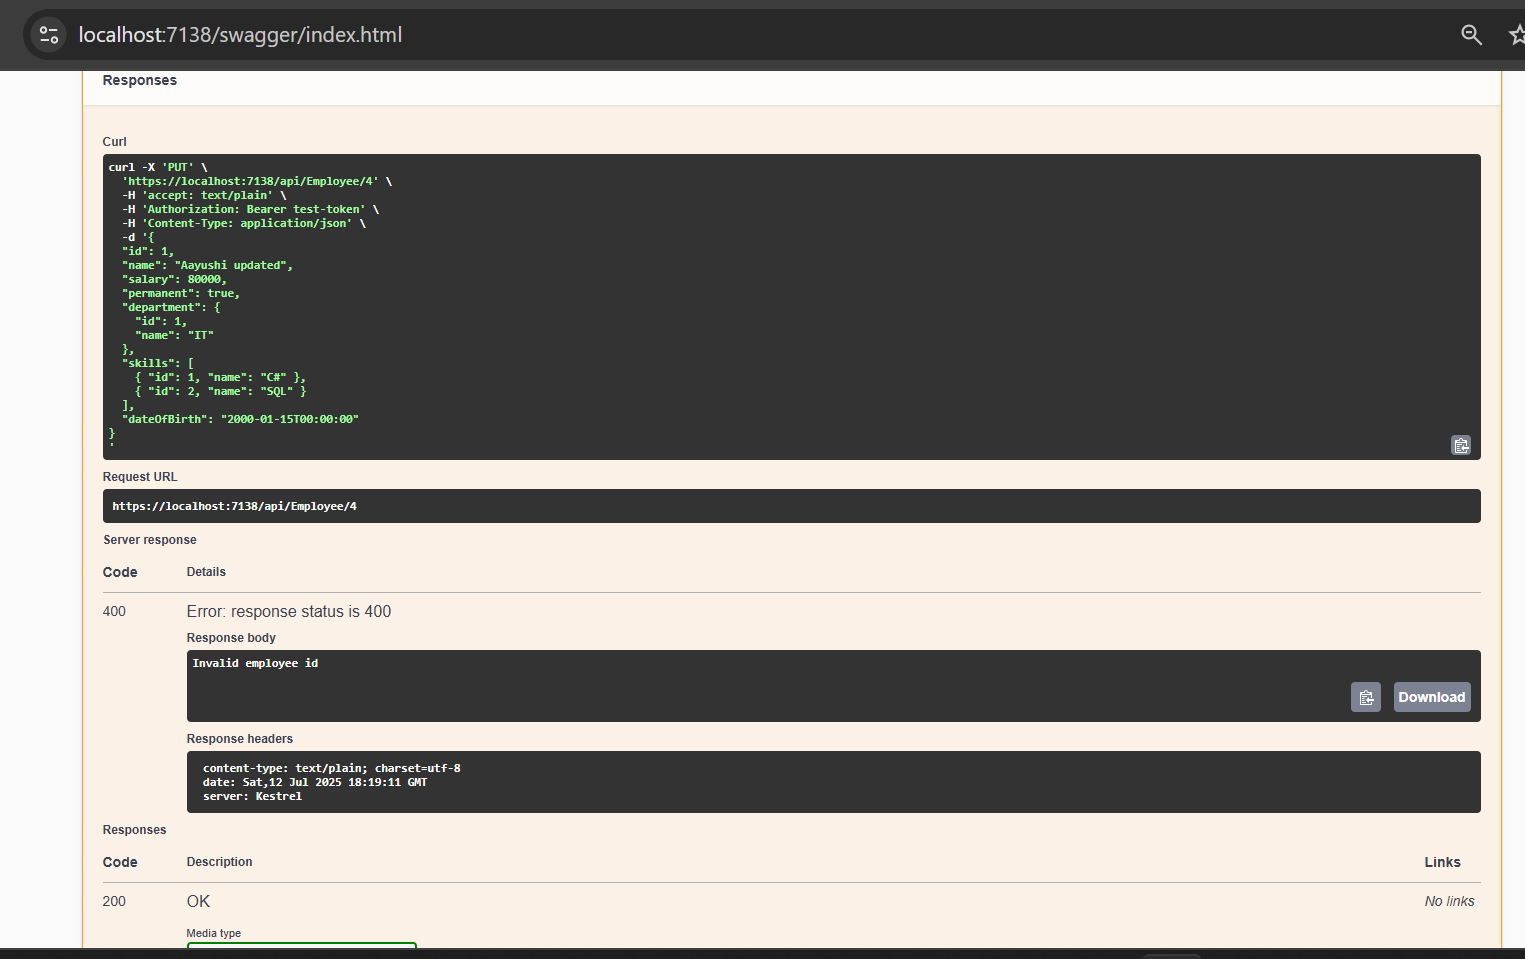 localhost:7138/swagger/index.html
Responses
Curl
curl -X 'PUT' \
  'https://localhost:7138/api/Employee/4' \
  -H 'accept: text/plain' \
  -H 'Authorization: Bearer test-token' \
  -H 'Content-Type: application/json' \
  -d '{
  "id": 1,
  "name": "Aayushi updated",
  "salary": 80000,
  "permanent": true,
  "department": {
    "id": 1,
    "name": "IT"
  },
  "skills": [
    { "id": 1, "name": "C#" },
    { "id": 2, "name": "SQL" }
  ],
  "dateOfBirth": "2000-01-15T00:00:00"
}
'
Request URL
https://localhost:7138/api/Employee/4
Server response
Code Details
400 Error: response status is 400
Response body
Invalid employee id
Download
Response headers
content-type: text/plain; charset=utf-8
date: Sat,12 Jul 2025 18:19:11 GMT
server: Kestrel
Responses
Code Description Links
200 OK No links
Media type